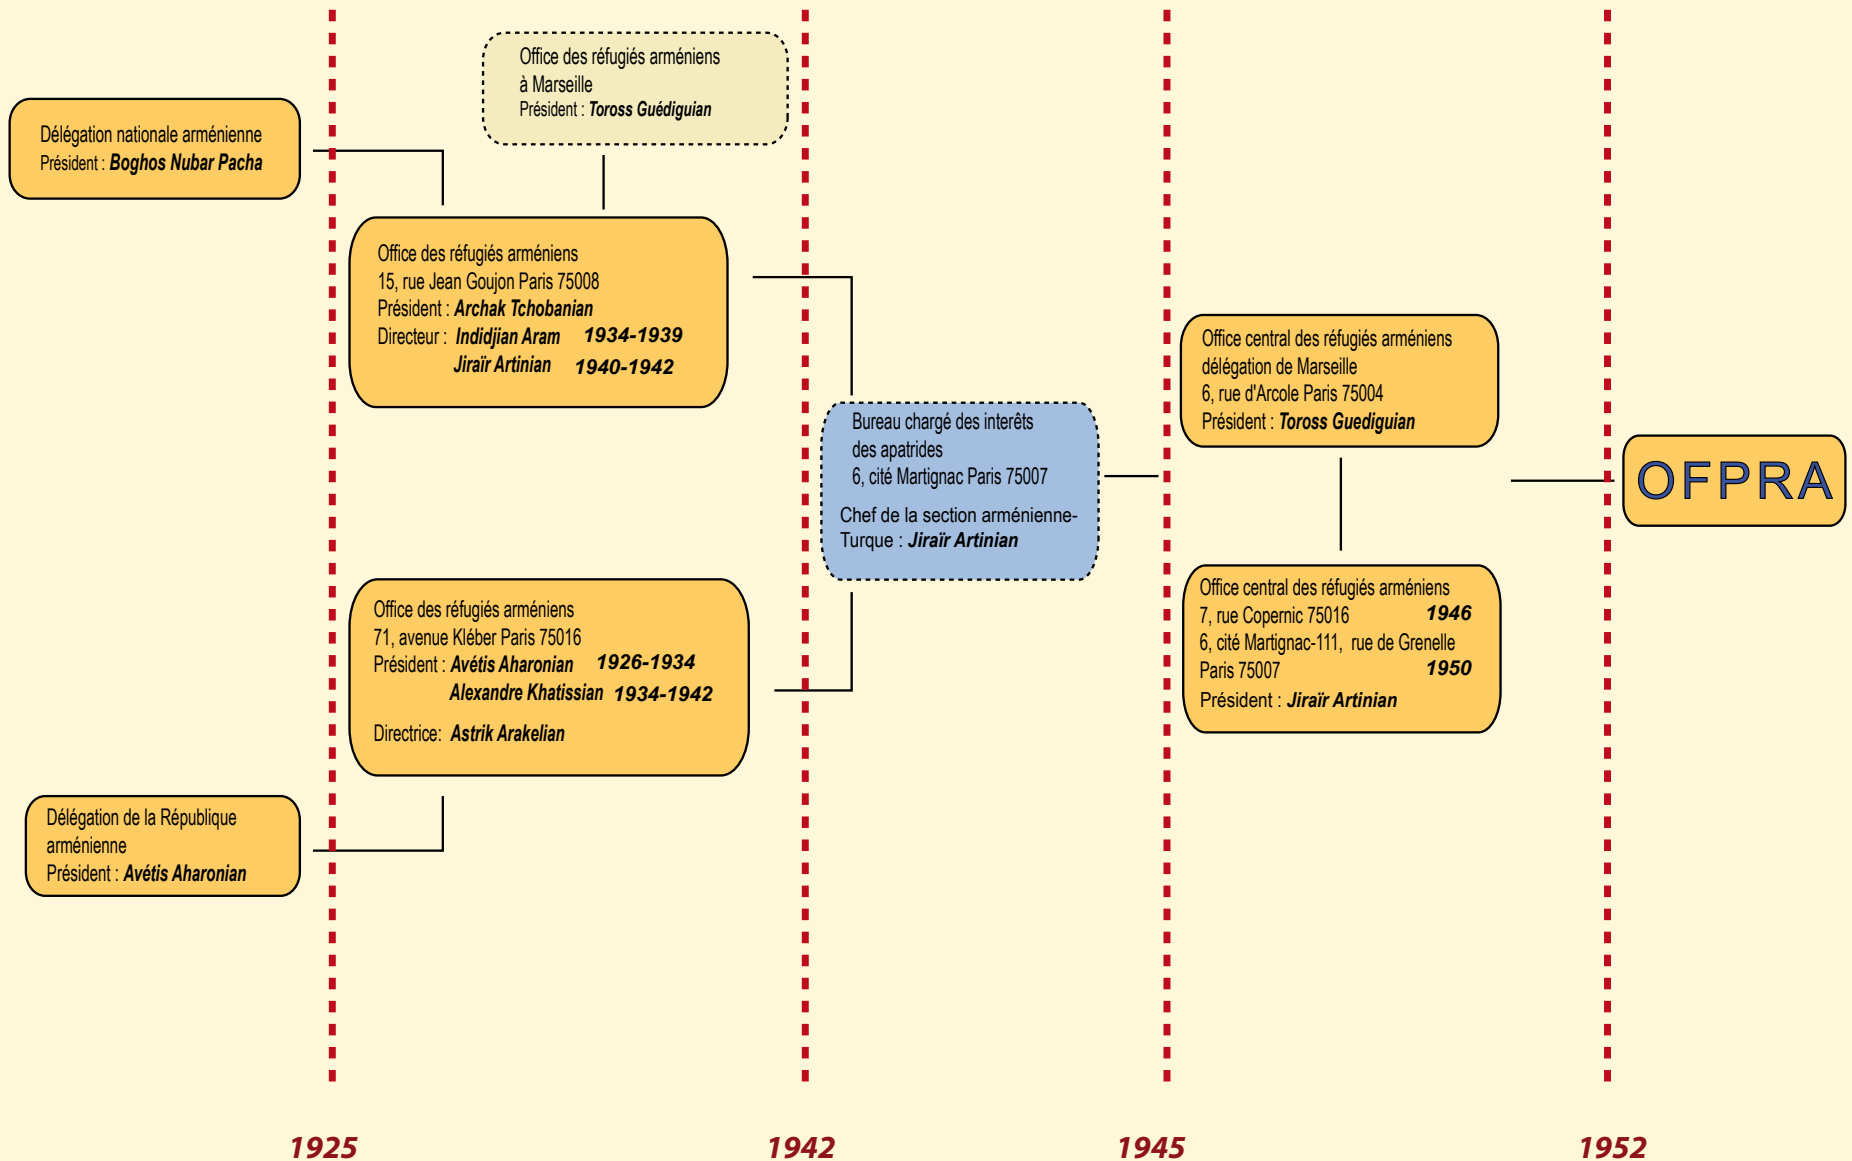 Office des réfugiés arméniens
à Marseille
Président : Toross Guédiguian
Délégation nationale arménienne
Président : Boghos Nubar Pacha
Office des réfugiés arméniens
15, rue Jean Goujon Paris 75008
Président : Archak Tchobanian
Directeur : Indidjian Aram 1934-1939
Jiraïr Artinian 1940-1942
Office des réfugiés arméniens
71, avenue Kléber Paris 75016
Président : Avétis Aharonian 1926-1934
Alexandre Khatissian 1934-1942
Directrice: Astrik Arakelian
Délégation de la République
arménienne
Président : Avétis Aharonian
Bureau chargé des interêts
des apatrides
6, cité Martignac Paris 75007
Chef de la section arménienne-
Turque : Jiraïr Artinian
Office central des réfugiés arméniens
délégation de Marseille
6, rue d'Arcole Paris 75004
Président : Toross Guediguian
Office central des réfugiés arméniens
7, rue Copernic 75016 1946
6, cité Martignac-111, rue de Grenelle
Paris 75007 1950
Président : Jiraïr Artinian
OFPRA
1925 1942 1945 1952